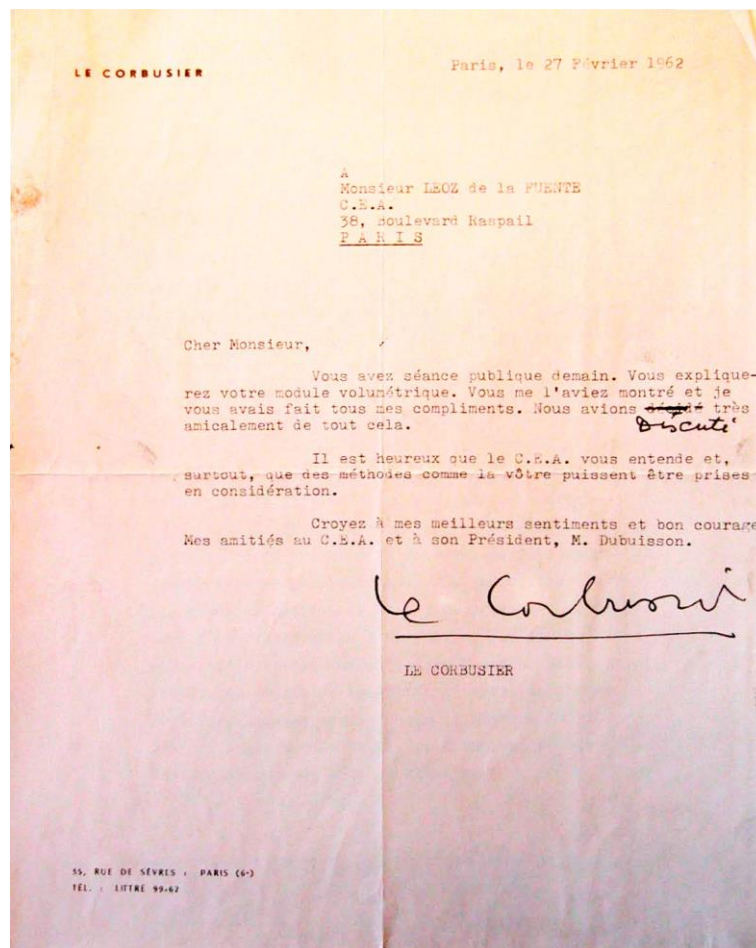 LE CORBUSIER
Paris, le 27 Février 1962
A
Monsieur LEOZ de la FUENTE
C.E.A.
38, Boulevard Raspail
PARIS
Cher Monsieur,
Vous avez séance publique demain. Vous explique-
rez votre module volumétrique. Vous me l'aviez montré et je
vous avais fait tous mes compliments. Nous avions décidé très
Discuté
amicalement de tout cela.
Il est heureux que le C.E.A. vous entende et,
surtout, que des méthodes comme la vôtre puissent être prises
en considération.
Croyez à mes meilleurs sentiments et bon courage
Mes amitiés au C.E.A. et à son Président, M. Dubuisson.
Le Corbusier
LE CORBUSIER
35, RUE DE SÈVRES : PARIS (6e)
TÉL. : LITTRÉ 99-62